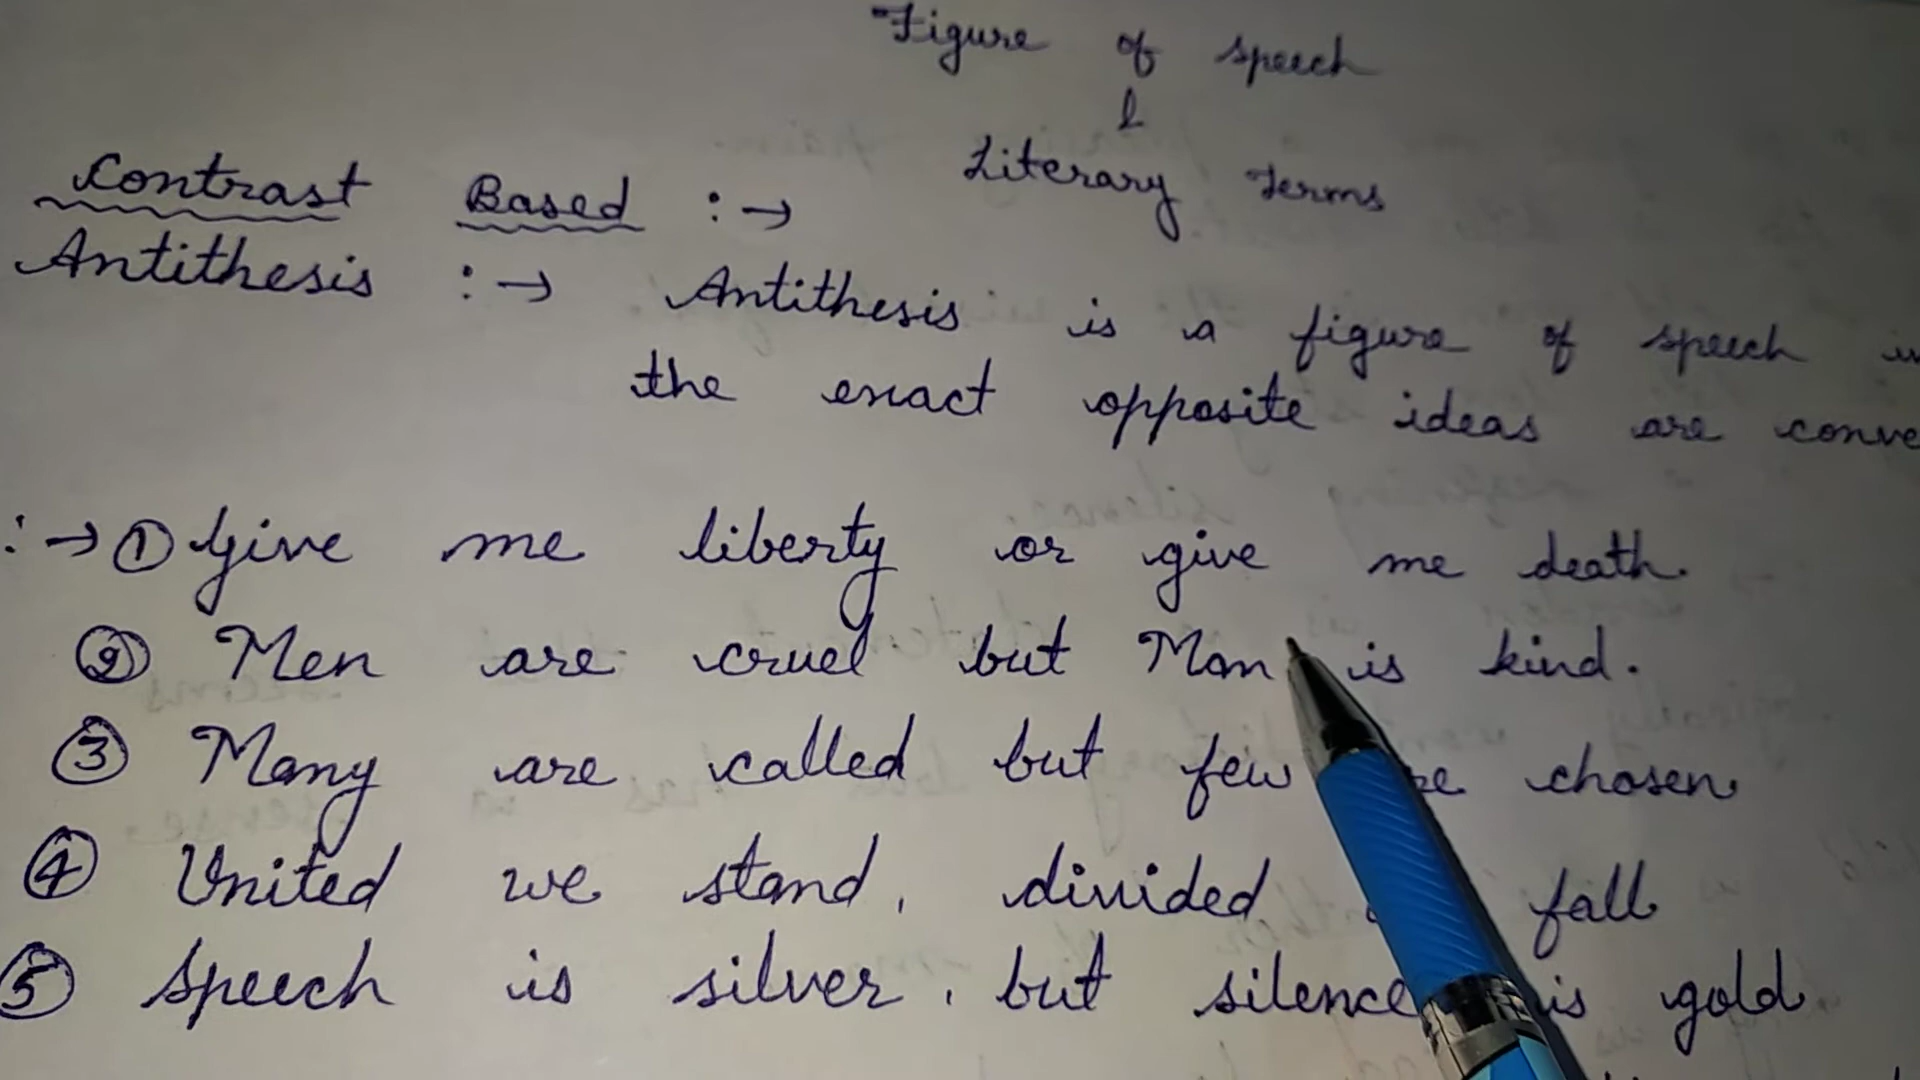 Figure of speech
&
Literary Terms
Contrast Based :→
Antithesis :→ Antithesis is a figure of speech
the exact opposite ideas are conve
:→ ① Give me liberty or give me death.
② Men are cruel but Man is kind.
③ Many are called but few chosen
④ United we stand, divided fall
⑤ Speech is silver, but silence is gold